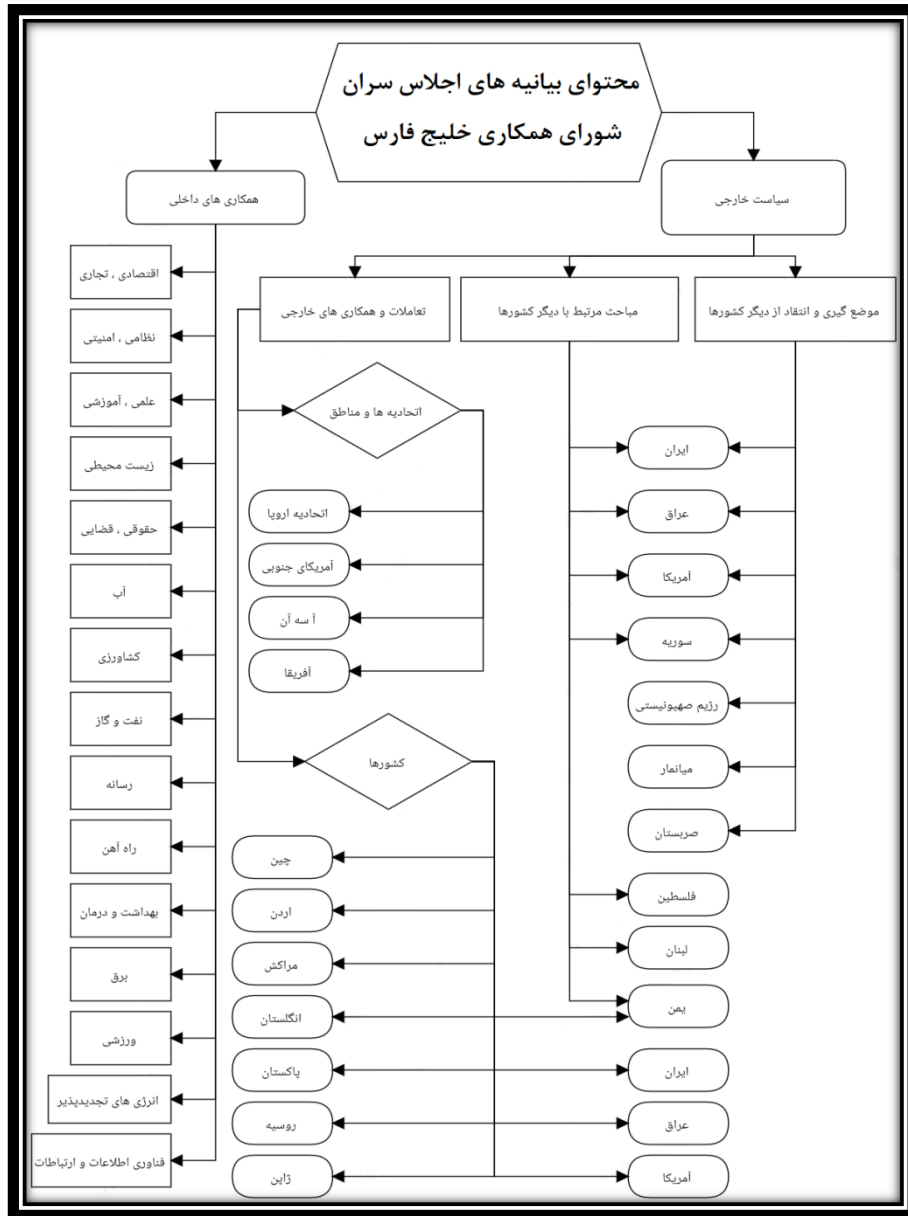 محتوای بیانیه های اجلاس سران
شورای همکاری خلیج فارس
سیاست خارجی
همکاری های داخلی
موضع گیری و انتقاد از دیگر کشورها
مباحث مرتبط با دیگر کشورها
تعاملات و همکاری های خارجی
ایران
عراق
آمریکا
سوریه
رژیم صهیونیستی
میانمار
صربستان
فلسطین
لبنان
یمن
ایران
عراق
آمریکا
اتحادیه ها و مناطق
اتحادیه اروپا
آمریکای جنوبی
آ سه آن
آفریقا
کشورها
چین
اردن
مراکش
انگلستان
پاکستان
روسیه
ژاپن
اقتصادی ، تجاری
نظامی ، امنیتی
علمی ، آموزشی
زیست محیطی
حقوقی ، قضایی
آب
کشاورزی
نفت و گاز
رسانه
راه آهن
بهداشت و درمان
برق
ورزشی
انرژی های تجدیدپذیر
فناوری اطلاعات و ارتباطات